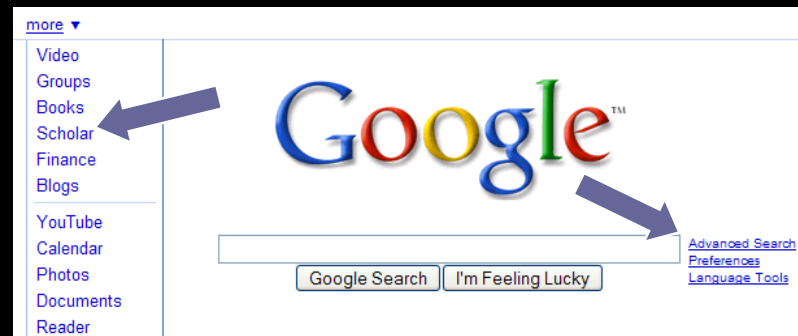 more ▼
Video
Groups
Books
Scholar
Finance
Blogs
YouTube
Calendar
Photos
Documents
Reader
Google™
Google Search I'm Feeling Lucky
Advanced Search
Preferences
Language Tools